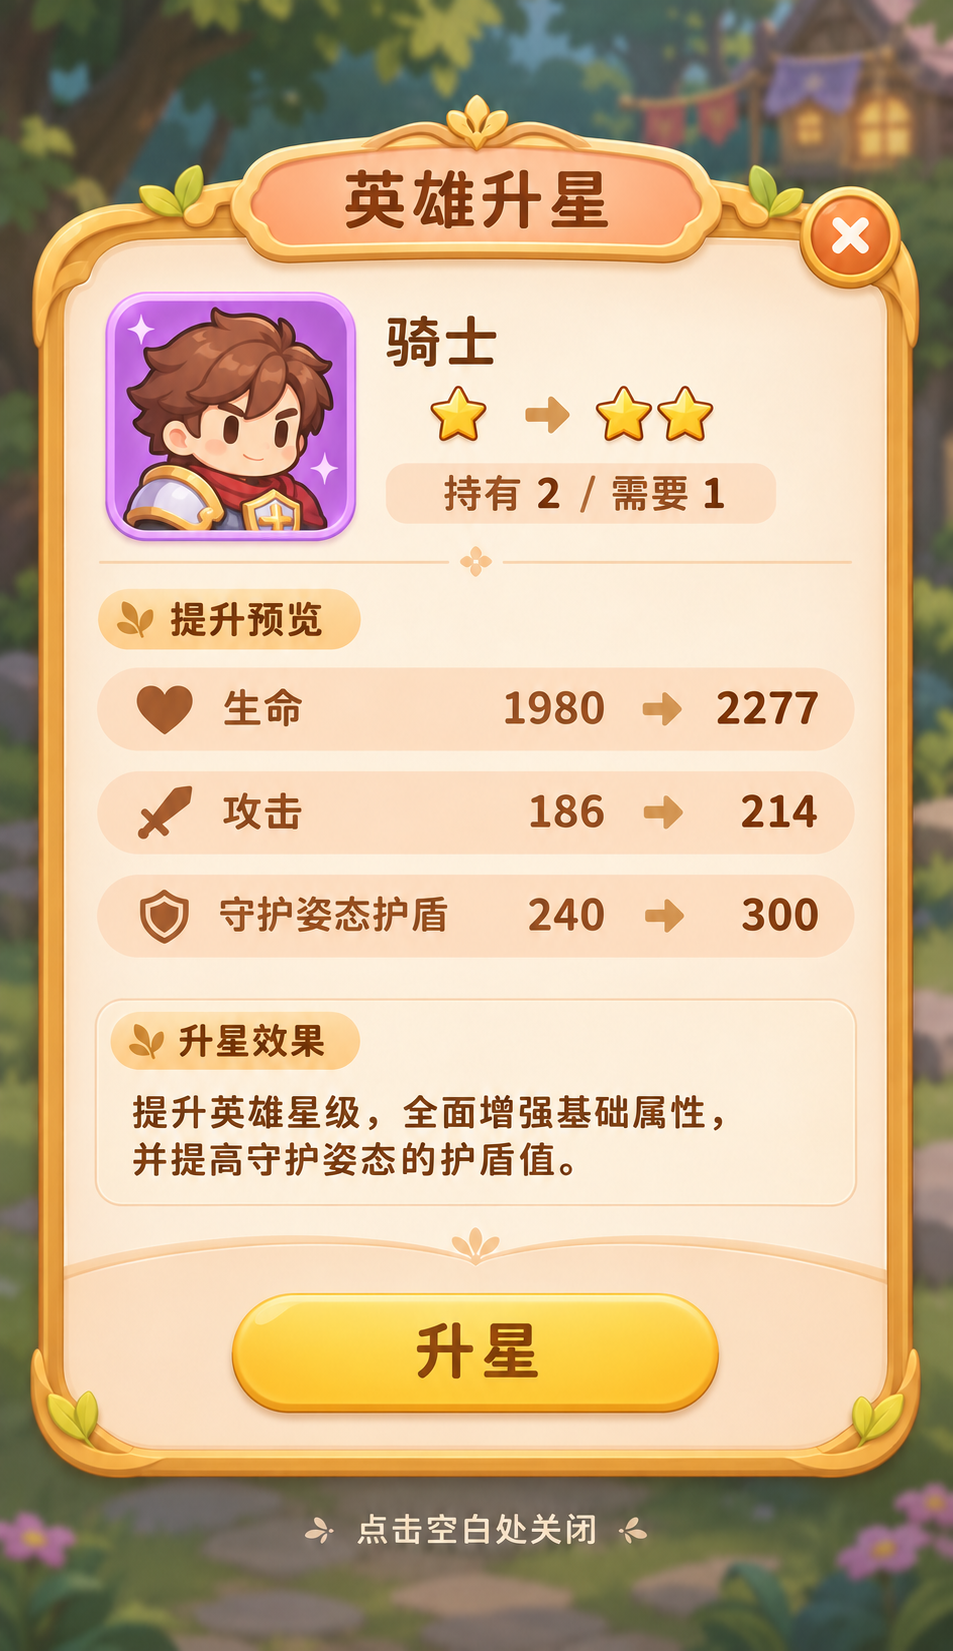 英雄升星
骑士
持有 2 / 需要 1
提升预览
生命 1980 2277
攻击 186 214
守护姿态护盾 240 300
升星效果
提升英雄星级，全面增强基础属性，
并提高守护姿态的护盾值。
升星
点击空白处关闭